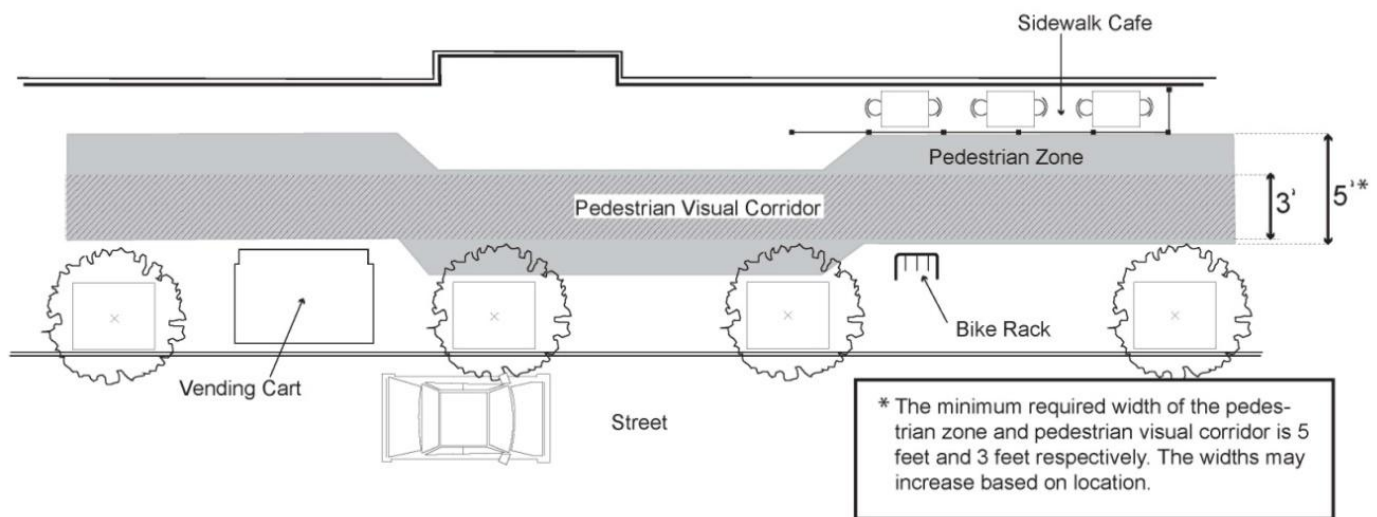 Sidewalk Cafe
Pedestrian Zone
Pedestrian Visual Corridor
3'
5'*
Bike Rack
Vending Cart
Street
* The minimum required width of the pedes-
trian zone and pedestrian visual corridor is 5
feet and 3 feet respectively. The widths may
increase based on location.